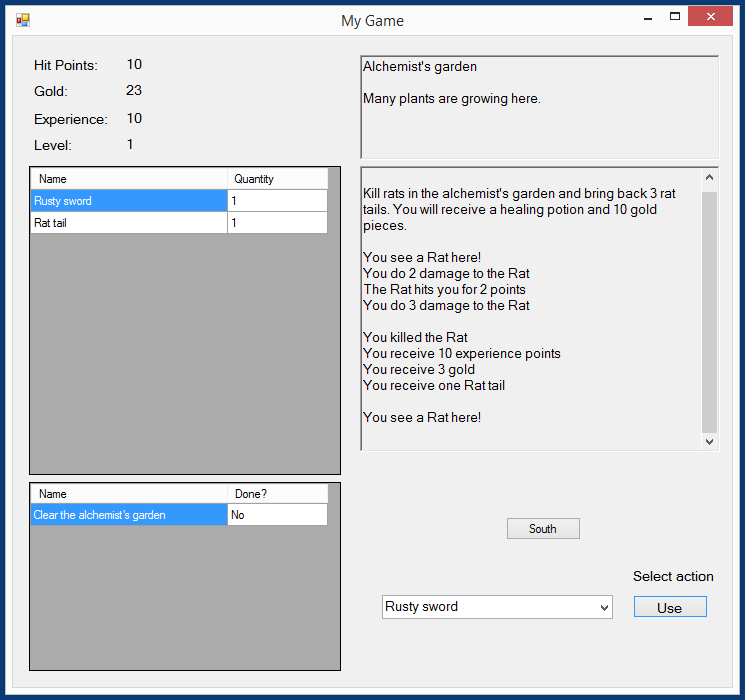 My Game
Hit Points: 10
Gold: 23
Experience: 10
Level: 1
Alchemist's garden
Many plants are growing here.
Name Quantity
Rusty sword 1
Rat tail 1
Kill rats in the alchemist's garden and bring back 3 rat
tails. You will receive a healing potion and 10 gold
pieces.
You see a Rat here!
You do 2 damage to the Rat
The Rat hits you for 2 points
You do 3 damage to the Rat
You killed the Rat
You receive 10 experience points
You receive 3 gold
You receive one Rat tail
You see a Rat here!
Name Done?
Clear the alchemist's garden No
South
Select action
Rusty sword
Use